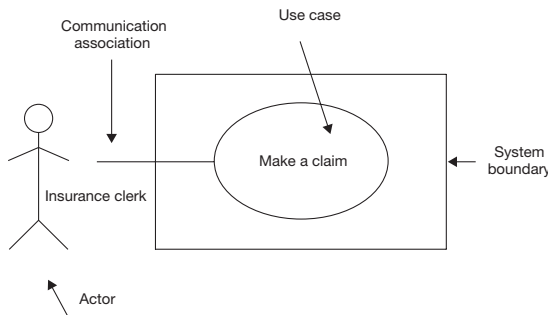 Communication
association
Use case
Make a claim
System
boundary
Insurance clerk
Actor